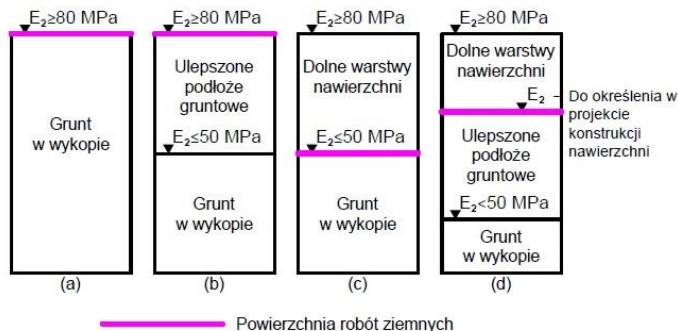 E₂≥80 MPa
Grunt
w wykopie
(a)
E₂≥80 MPa
Ulepszone
podłoże
gruntowe
E₂≤50 MPa
Grunt
w wykopie
(b)
E₂≥80 MPa
Dolne warstwy
nawierzchni
E₂≤50 MPa
Grunt
w wykopie
(c)
E₂≥80 MPa
Dolne warstwy
nawierzchni
E₂ - Do określenia w
projekcie
konstrukcji
nawierzchni
Ulepszone
podłoże
gruntowe
E₂<50 MPa
Grunt
w wykopie
(d)
Powierzchnia robót ziemnych